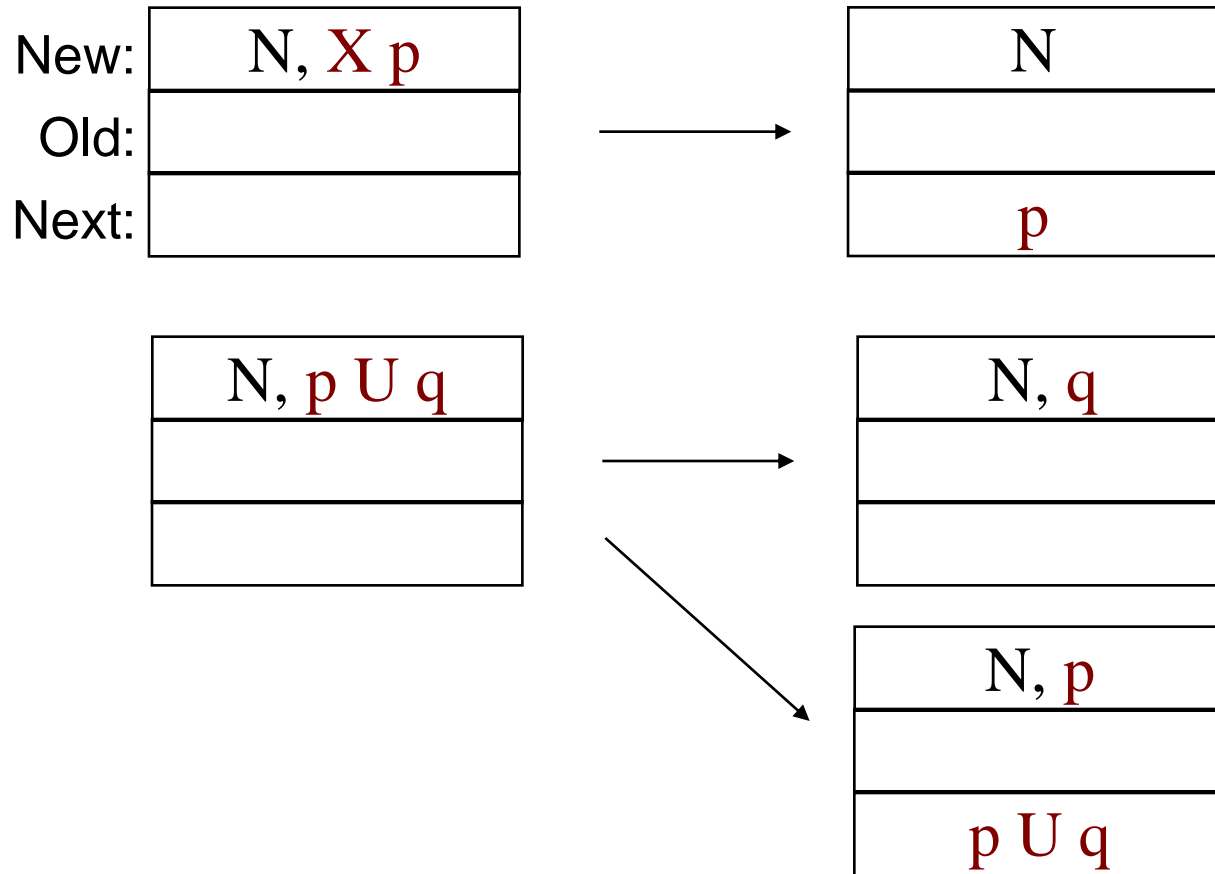 New: N, X p N
Old:
Next: p
N, p U q N, q
N, p
p U q